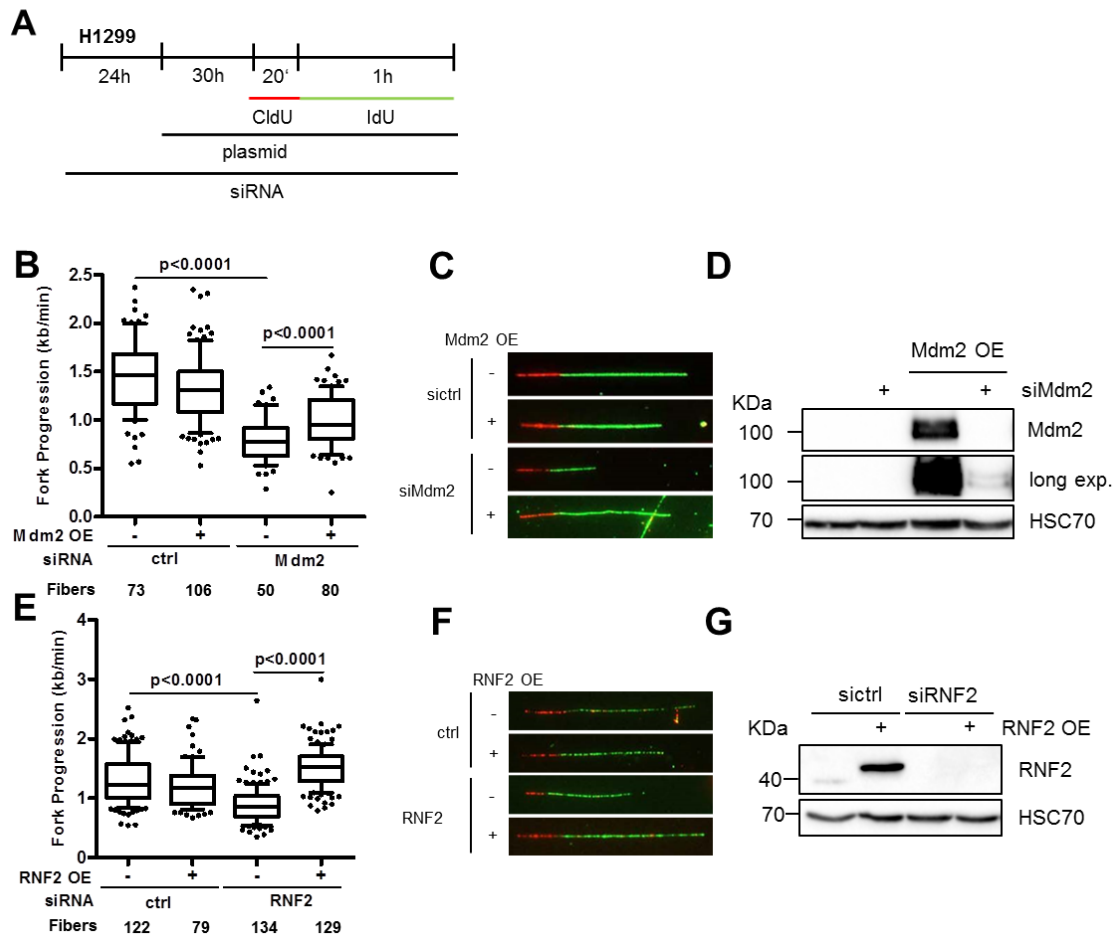 A
H1299
24h 30h 20‘ 1h
CldU IdU
plasmid
siRNA
B
p<0.0001
p<0.0001
Fork Progression (kb/min)
2.5
2.0
1.5
1.0
0.5
0.0
Mdm2 OE - + - +
siRNA ctrl Mdm2
Fibers 73 106 50 80
C
Mdm2 OE
sictrl
-
+
siMdm2
-
+
D
Mdm2 OE
+ + siMdm2
KDa
100 Mdm2
100 long exp.
70 HSC70
E
p<0.0001
p<0.0001
Fork Progression (kb/min)
4
3
2
1
0
RNF2 OE - + - +
siRNA ctrl RNF2
Fibers 122 79 134 129
F
RNF2 OE
ctrl
-
+
RNF2
-
+
G
sictrl siRNF2
KDa + + RNF2 OE
40 RNF2
70 HSC70